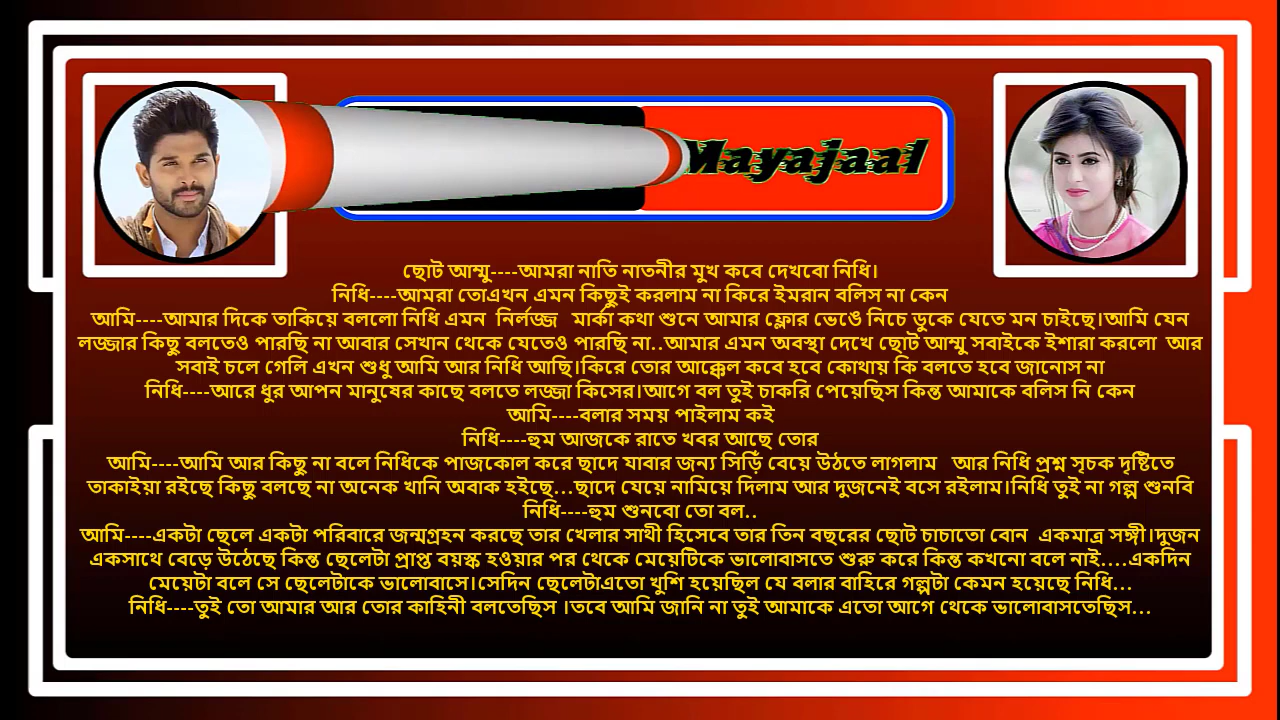 Mayajaal
ছোট আম্মু----আমরা নাতি নাতনীর মুখ কবে দেখবো নিধি।
নিধি----আমরা তোএখন এমন কিছুই করলাম না কিরে ইমরান বলিস না কেন
আমি----আমার দিকে তাকিয়ে বললো নিধি এমন নির্লজ্জ মার্কা কথা শুনে আমার ফ্লোর ভেঙে নিচে ডুকে যেতে মন চাইছে।আমি যেন
লজ্জার কিছু বলতেও পারছি না আবার সেখান থেকে যেতেও পারছি না..আমার এমন অবস্থা দেখে ছোট আম্মু সবাইকে ইশারা করলো আর
সবাই চলে গেলি এখন শুধু আমি আর নিধি আছি।কিরে তোর আক্কেল কবে হবে কোথায় কি বলতে হবে জানোস না
নিধি----আরে ধুর আপন মানুষের কাছে বলতে লজ্জা কিসের।আগে বল তুই চাকরি পেয়েছিস কিন্ত আমাকে বলিস নি কেন
আমি----বলার সময় পাইলাম কই
নিধি----হুম আজকে রাতে খবর আছে তোর
আমি----আমি আর কিছু না বলে নিধিকে পাজকোল করে ছাদে যাবার জন্য সিড়িঁ বেয়ে উঠতে লাগলাম আর নিধি প্রশ্ন সৃচক দৃষ্টিতে
তাকাইয়া রইছে কিছু বলছে না অনেক খানি অবাক হইছে...ছাদে যেয়ে নামিয়ে দিলাম আর দুজনেই বসে রইলাম।নিধি তুই না গল্প শুনবি
নিধি----হুম শুনবো তো বল..
আমি----একটা ছেলে একটা পরিবারে জন্মগ্রহন করছে তার খেলার সাথী হিসেবে তার তিন বছরের ছোট চাচাতো বোন একমাত্র সঙ্গী।দুজন
একসাথে বেড়ে উঠেছে কিন্ত ছেলেটা প্রাপ্ত বয়স্ক হওয়ার পর থেকে মেয়েটিকে ভালোবাসতে শুরু করে কিন্ত কখনো বলে নাই....একদিন
মেয়েটা বলে সে ছেলেটাকে ভালোবাসে।সেদিন ছেলেটাএতো খুশি হয়েছিল যে বলার বাহিরে গল্পটা কেমন হয়েছে নিধি...
নিধি----তুই তো আমার আর তোর কাহিনী বলতেছিস ।তবে আমি জানি না তুই আমাকে এতো আগে থেকে ভালোবাসতেছিস...